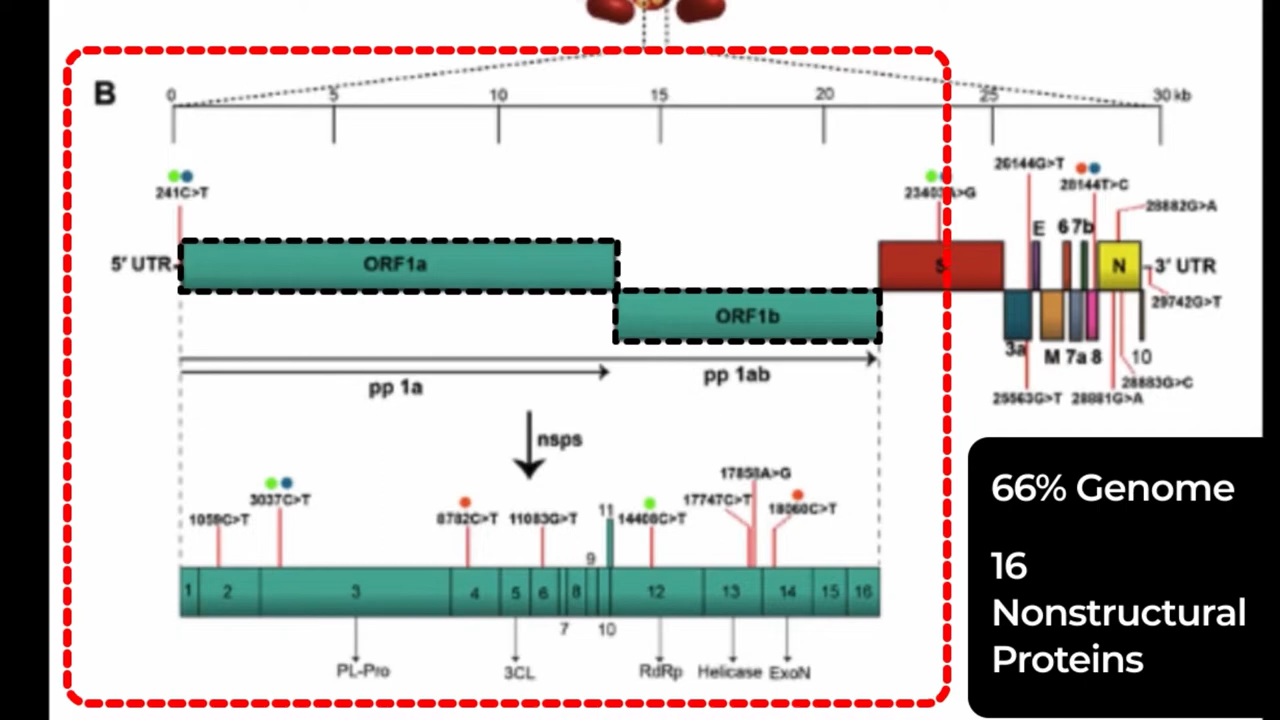 B
0 5 10 15 20 25 30 kb
26144G>T
241C>T 23403A>G 28144T>C
28882G>A
E 6 7b
5' UTR ORF1a S N 3' UTR
29742G>T
ORF1b
3a M 7a 8 10
pp 1a pp 1ab
28883G>C
25563G>T 28881G>A
nsps
17858A>G
3037C>T 17747C>T
1059C>T 8782C>T 11083G>T 11 14408C>T 18060C>T
9
1 2 3 4 5 6 8 12 13 14 15 16
7 10
PL-Pro 3CL RdRp Helicase ExoN
66% Genome
16
Nonstructural
Proteins